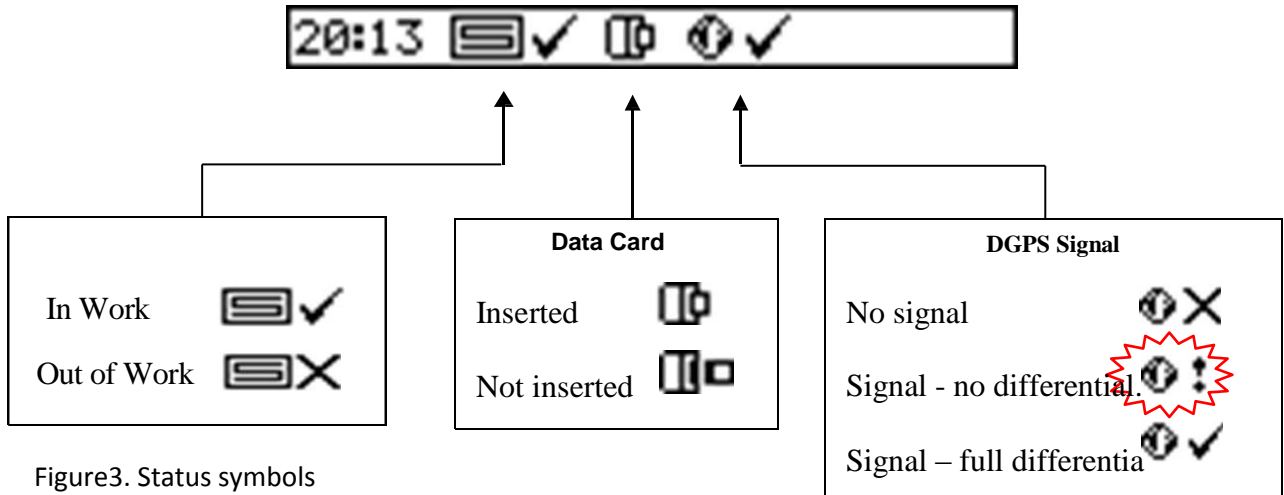 20:13
In Work
Out of Work
Data Card
Inserted
Not inserted
DGPS Signal
No signal
Signal - no differential.
Signal – full differentia
Figure3. Status symbols